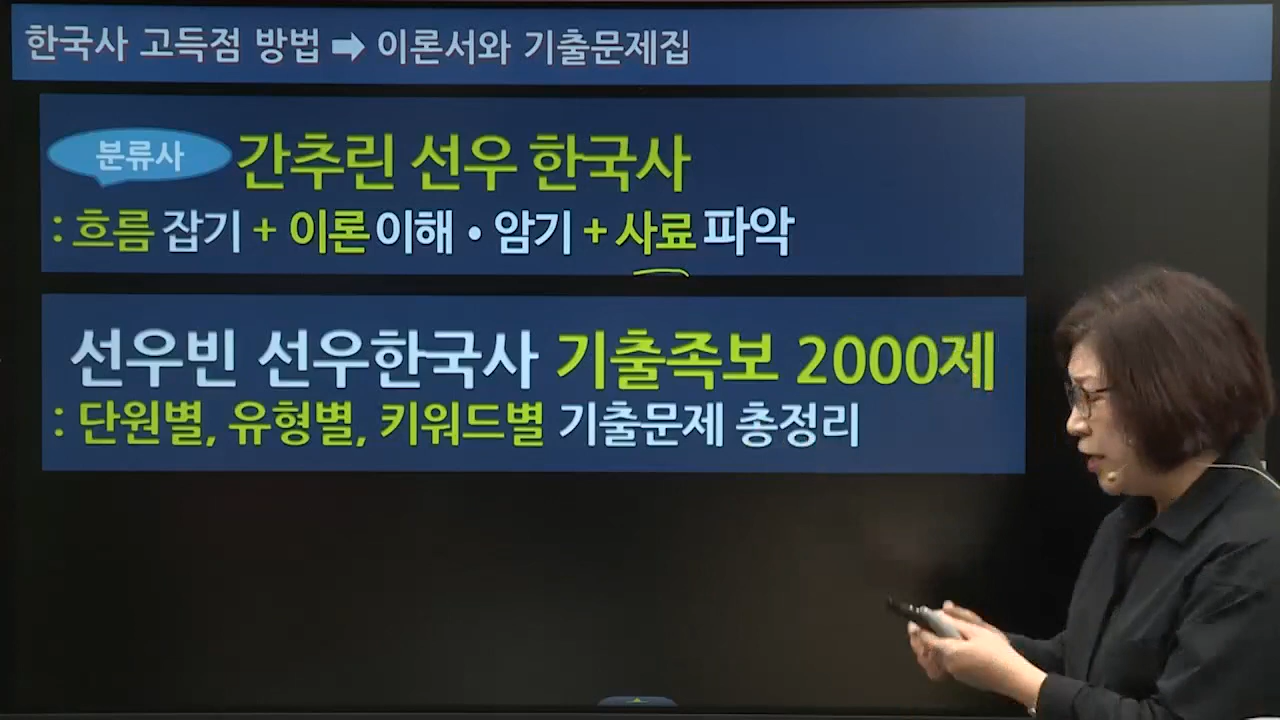 한국사 고득점 방법 ➡ 이론서와 기출문제집
분류사 간추린 선우 한국사
: 흐름 잡기 + 이론 이해 • 암기 + 사료 파악
선우빈 선우한국사 기출족보 2000제
: 단원별, 유형별, 키워드별 기출문제 총정리